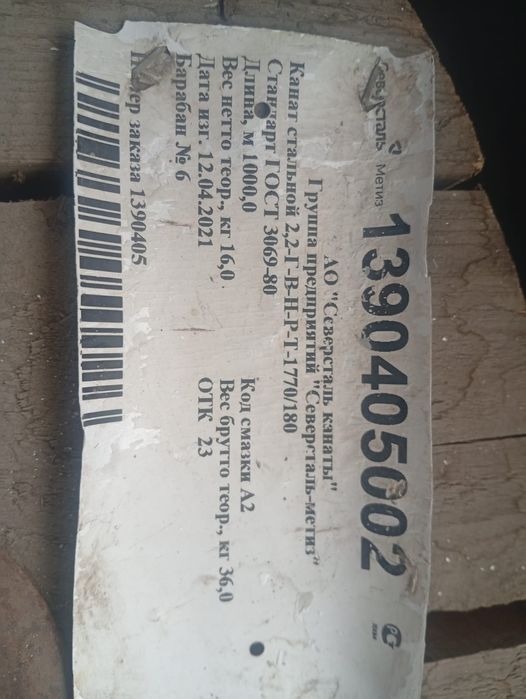 Северсталь Метиз
1390405002
АО "Северсталь канаты"
Группа предприятий "Северсталь-метиз"
Канат стальной 2,2-Г-В-Н-Р-Т-1770/180
Стандарт ГОСТ 3069-80
Длина, м 1000,0 Код смазки А2
Вес нетто теор., кг 16,0 Вес брутто теор., кг 36,0
Дата изг. 12.04.2021 ОТК 23
Барабан № 6
Номер заказа 1390405